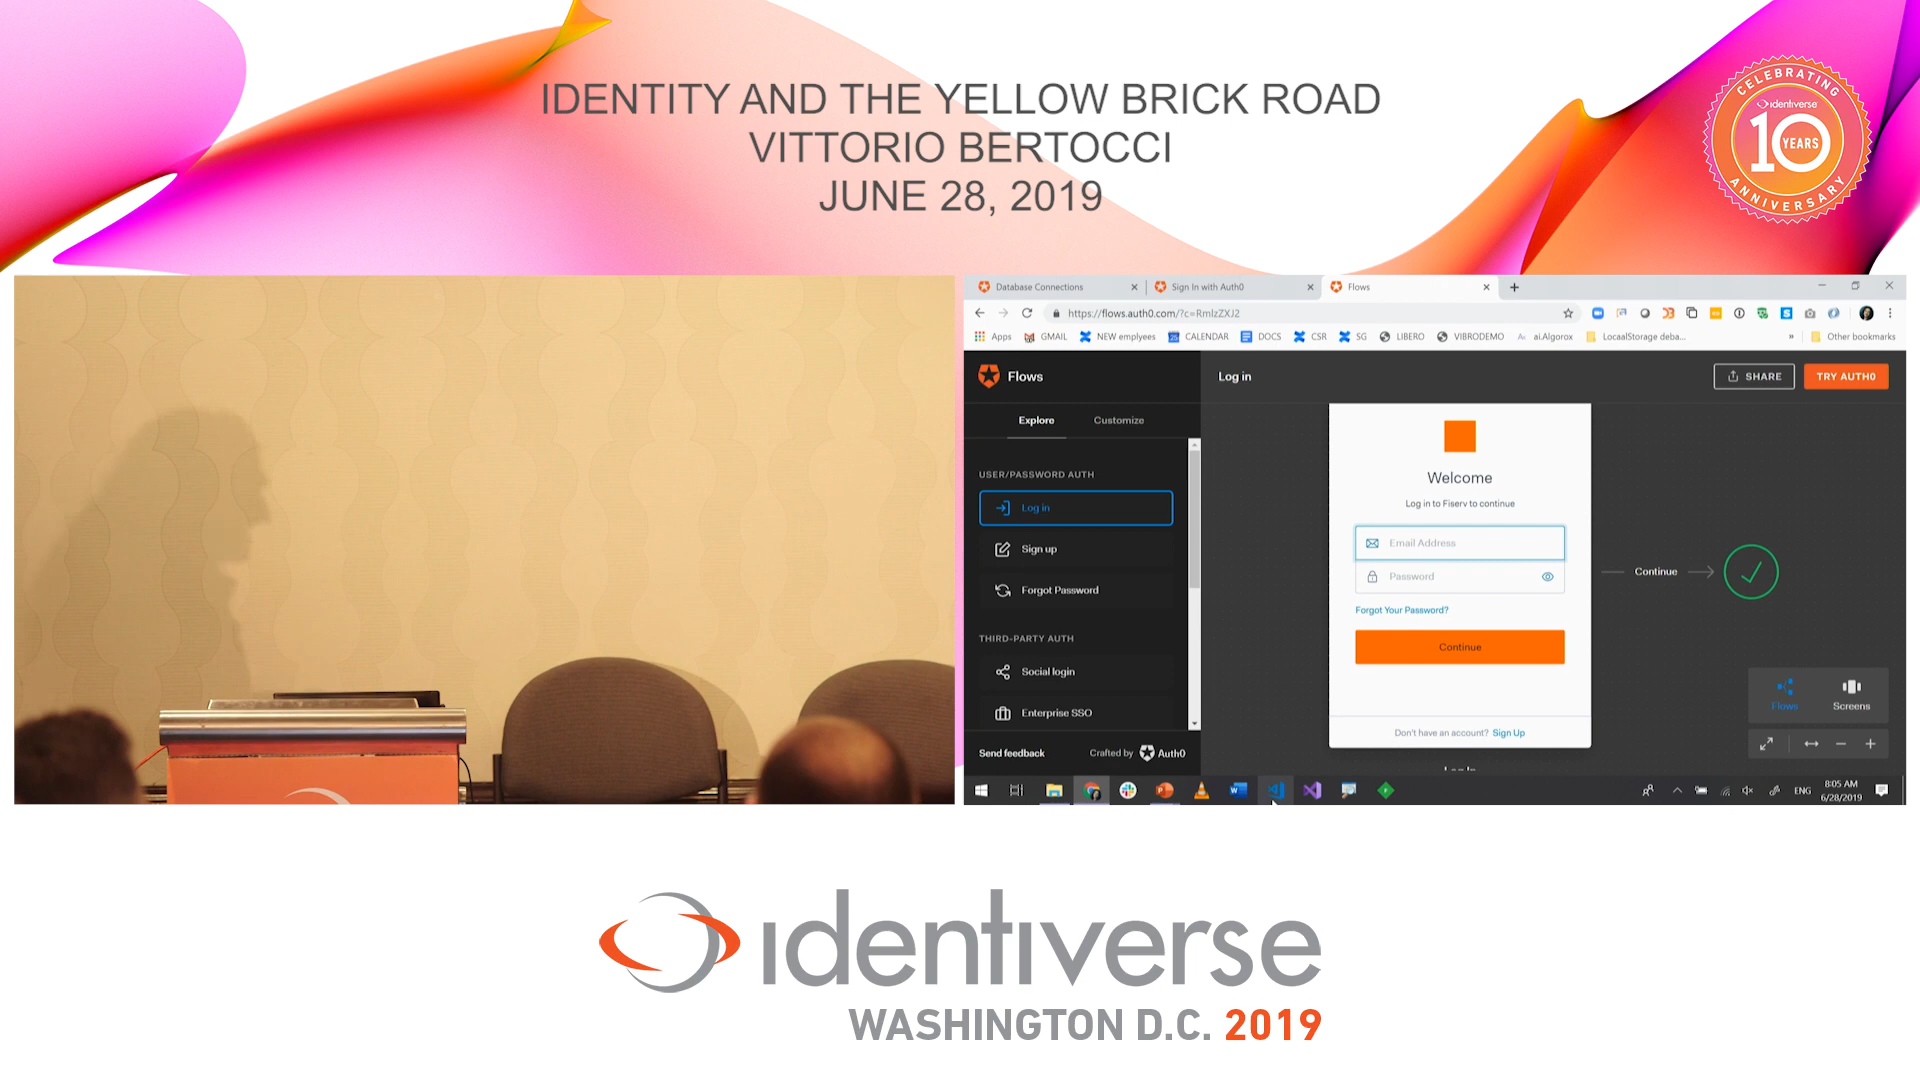 IDENTITY AND THE YELLOW BRICK ROAD
VITTORIO BERTOCCI
JUNE 28, 2019
CELEBRATING
identiverse
10 YEARS
ANNIVERSARY
Database Connections
Sign In with Auth0
Flows
https://flows.auth0.com/?c=RmlzZXJ2
Apps
GMAIL
NEW emplyees
CALENDAR
DOCS
CSR
SG
LIBERO
VIBRODEMO
ai.Algorox
LocaalStorage deba...
»
Other bookmarks
Flows
Log in
SHARE
TRY AUTH0
Explore
Customize
USER/PASSWORD AUTH
Log in
Sign up
Forgot Password
THIRD-PARTY AUTH
Social login
Enterprise SSO
Send feedback
Crafted by Auth0
Welcome
Log in to Fiserv to continue
Email Address
Password
Forgot Your Password?
Continue
Don't have an account? Sign Up
Continue
Flows
Screens
ENG
8:05 AM
6/28/2019
identiverse
WASHINGTON D.C. 2019